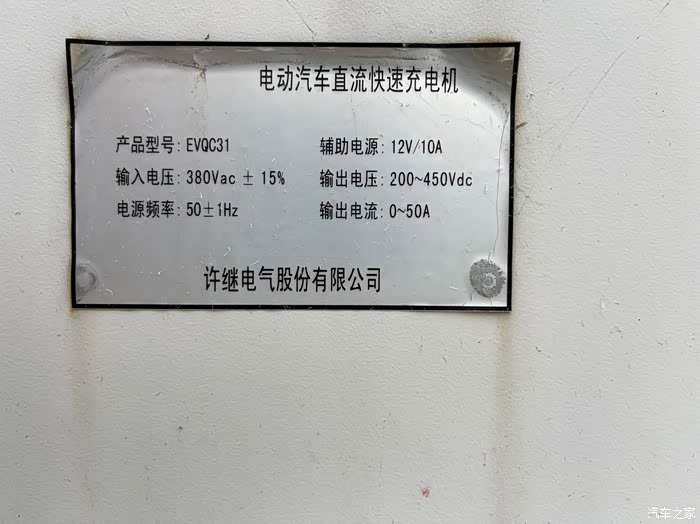 电动汽车直流快速充电机
产品型号: EVQC31 辅助电源: 12V/10A
输入电压: 380Vac ± 15% 输出电压: 200~450Vdc
电源频率: 50±1Hz 输出电流: 0~50A
许继电气股份有限公司
汽车之家